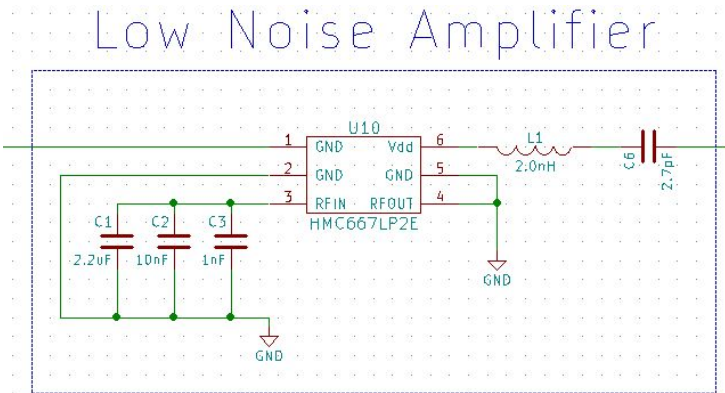 Low Noise Amplifier
U10
1 GND Vdd 6
2 GND GND 5
3 RFIN RFOUT 4
HMC667LP2E
L1
2.0nH
C6
2.7pF
C1 C2 C3
2.2uF 10nF 1nF
GND
GND